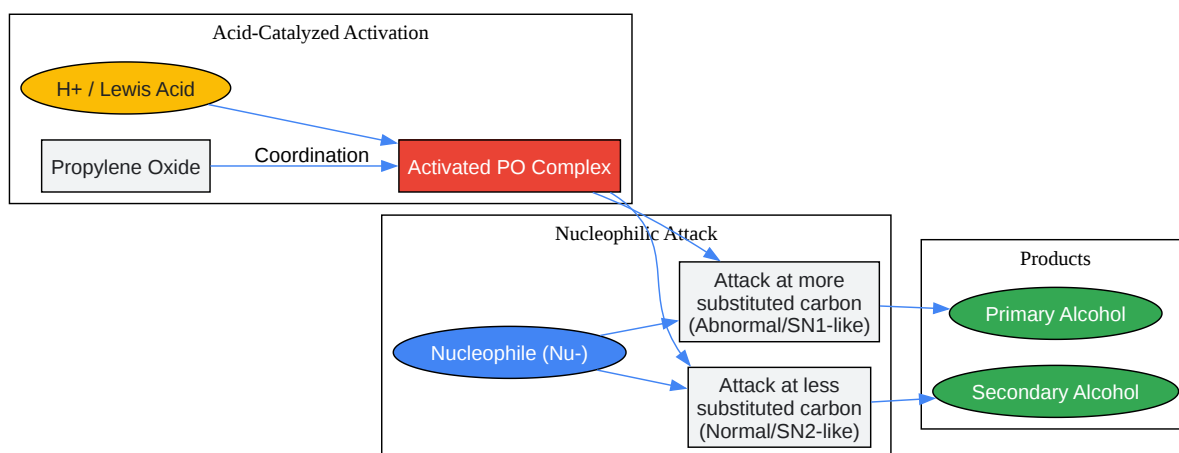 Acid-Catalyzed Activation
H+ / Lewis Acid
Propylene Oxide
Coordination
Activated PO Complex
Nucleophilic Attack
Attack at more
substituted carbon
(Abnormal/SN1-like)
Nucleophile (Nu-)
Attack at less
substituted carbon
(Normal/SN2-like)
Products
Primary Alcohol
Secondary Alcohol